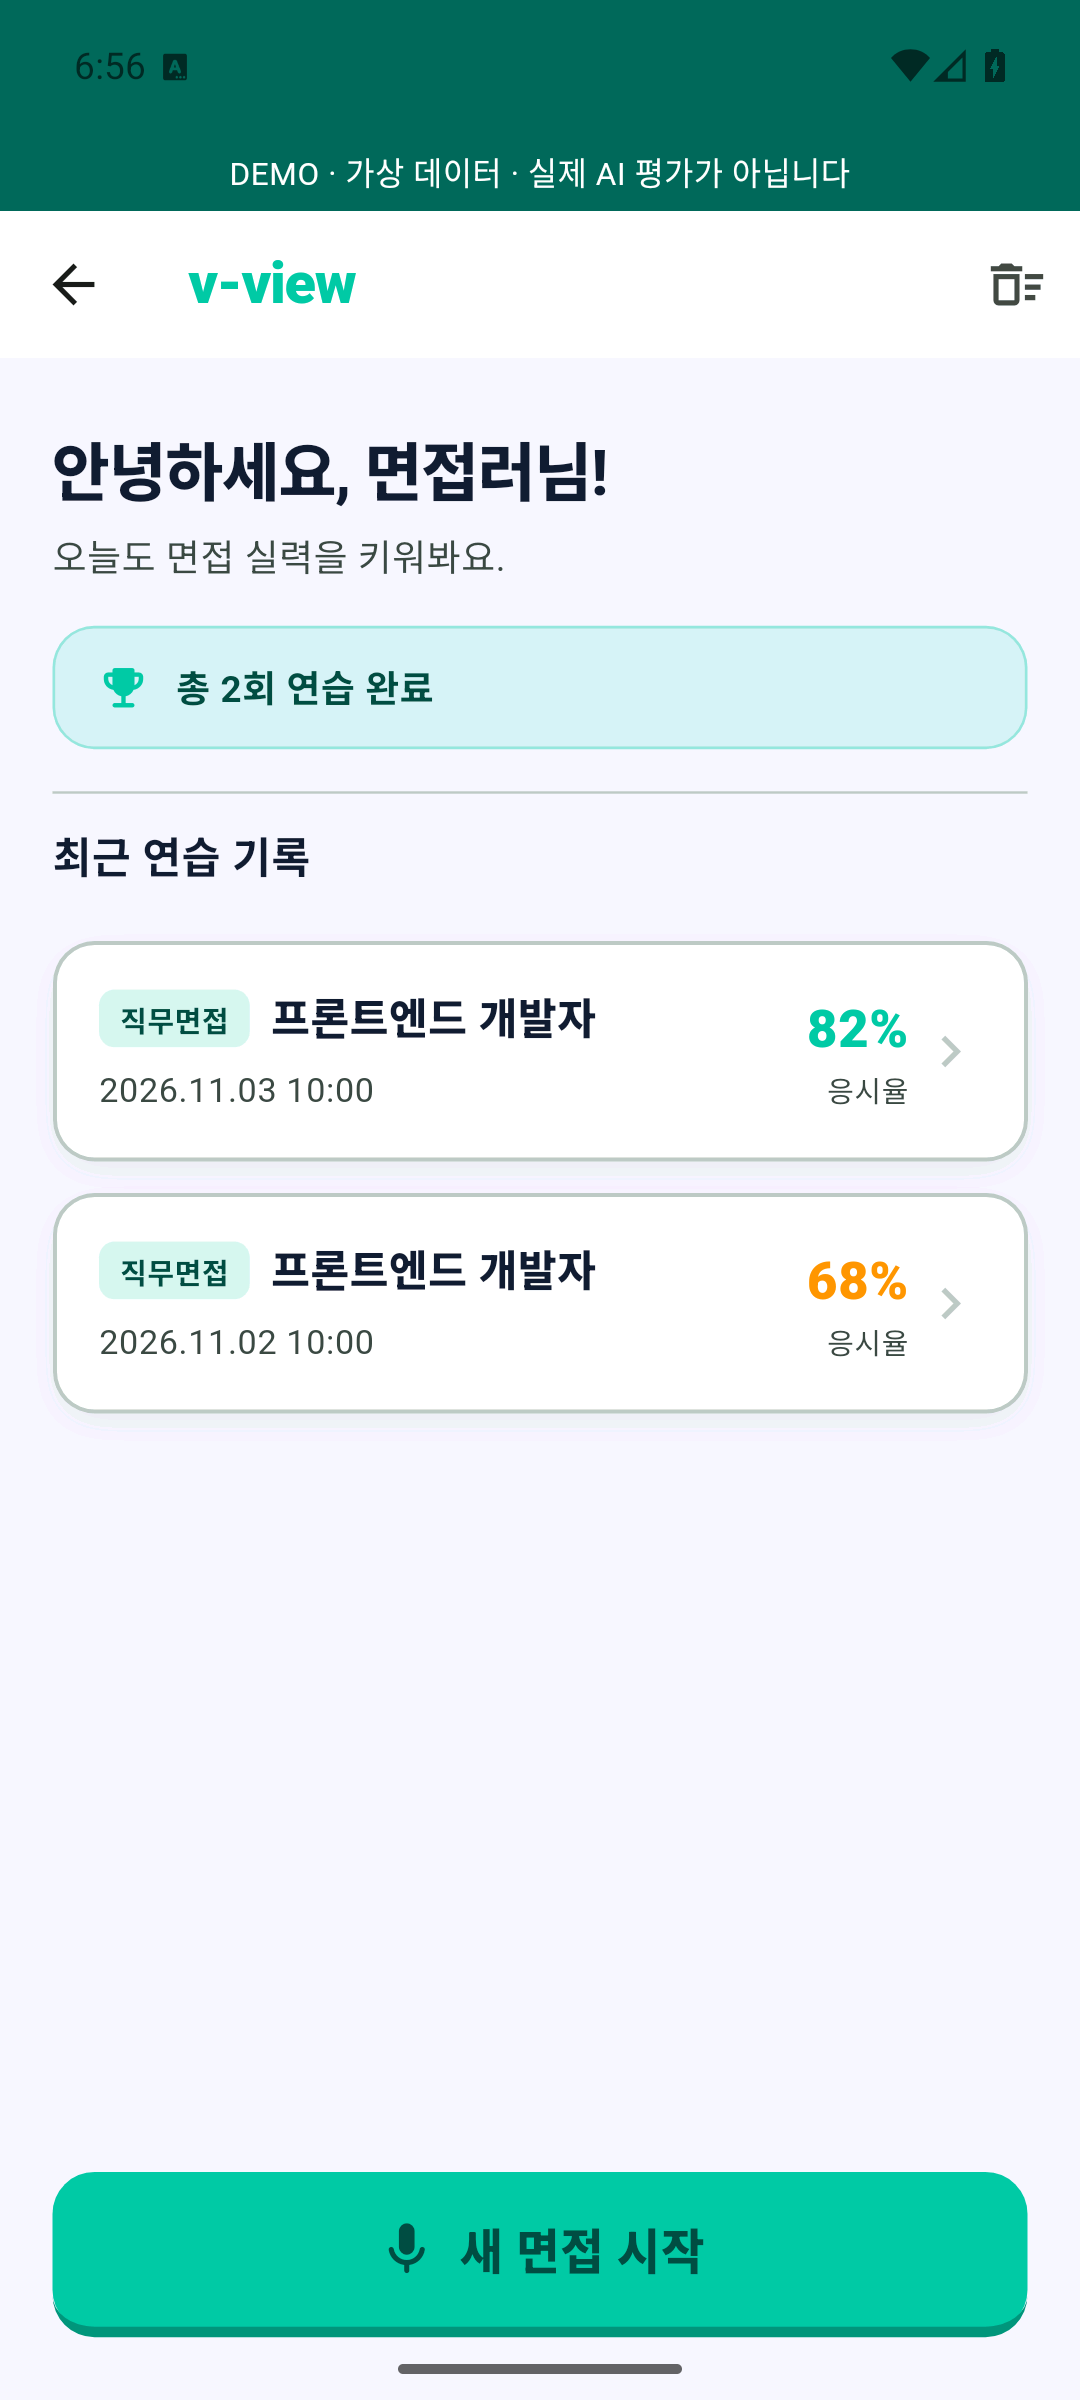 6:56
DEMO · 가상 데이터 · 실제 AI 평가가 아닙니다
v-view
안녕하세요, 면접러님!
오늘도 면접 실력을 키워봐요.
총 2회 연습 완료
최근 연습 기록
직무면접 프론트엔드 개발자
82%
2026.11.03 10:00
응시율
직무면접 프론트엔드 개발자
68%
2026.11.02 10:00
응시율
새 면접 시작